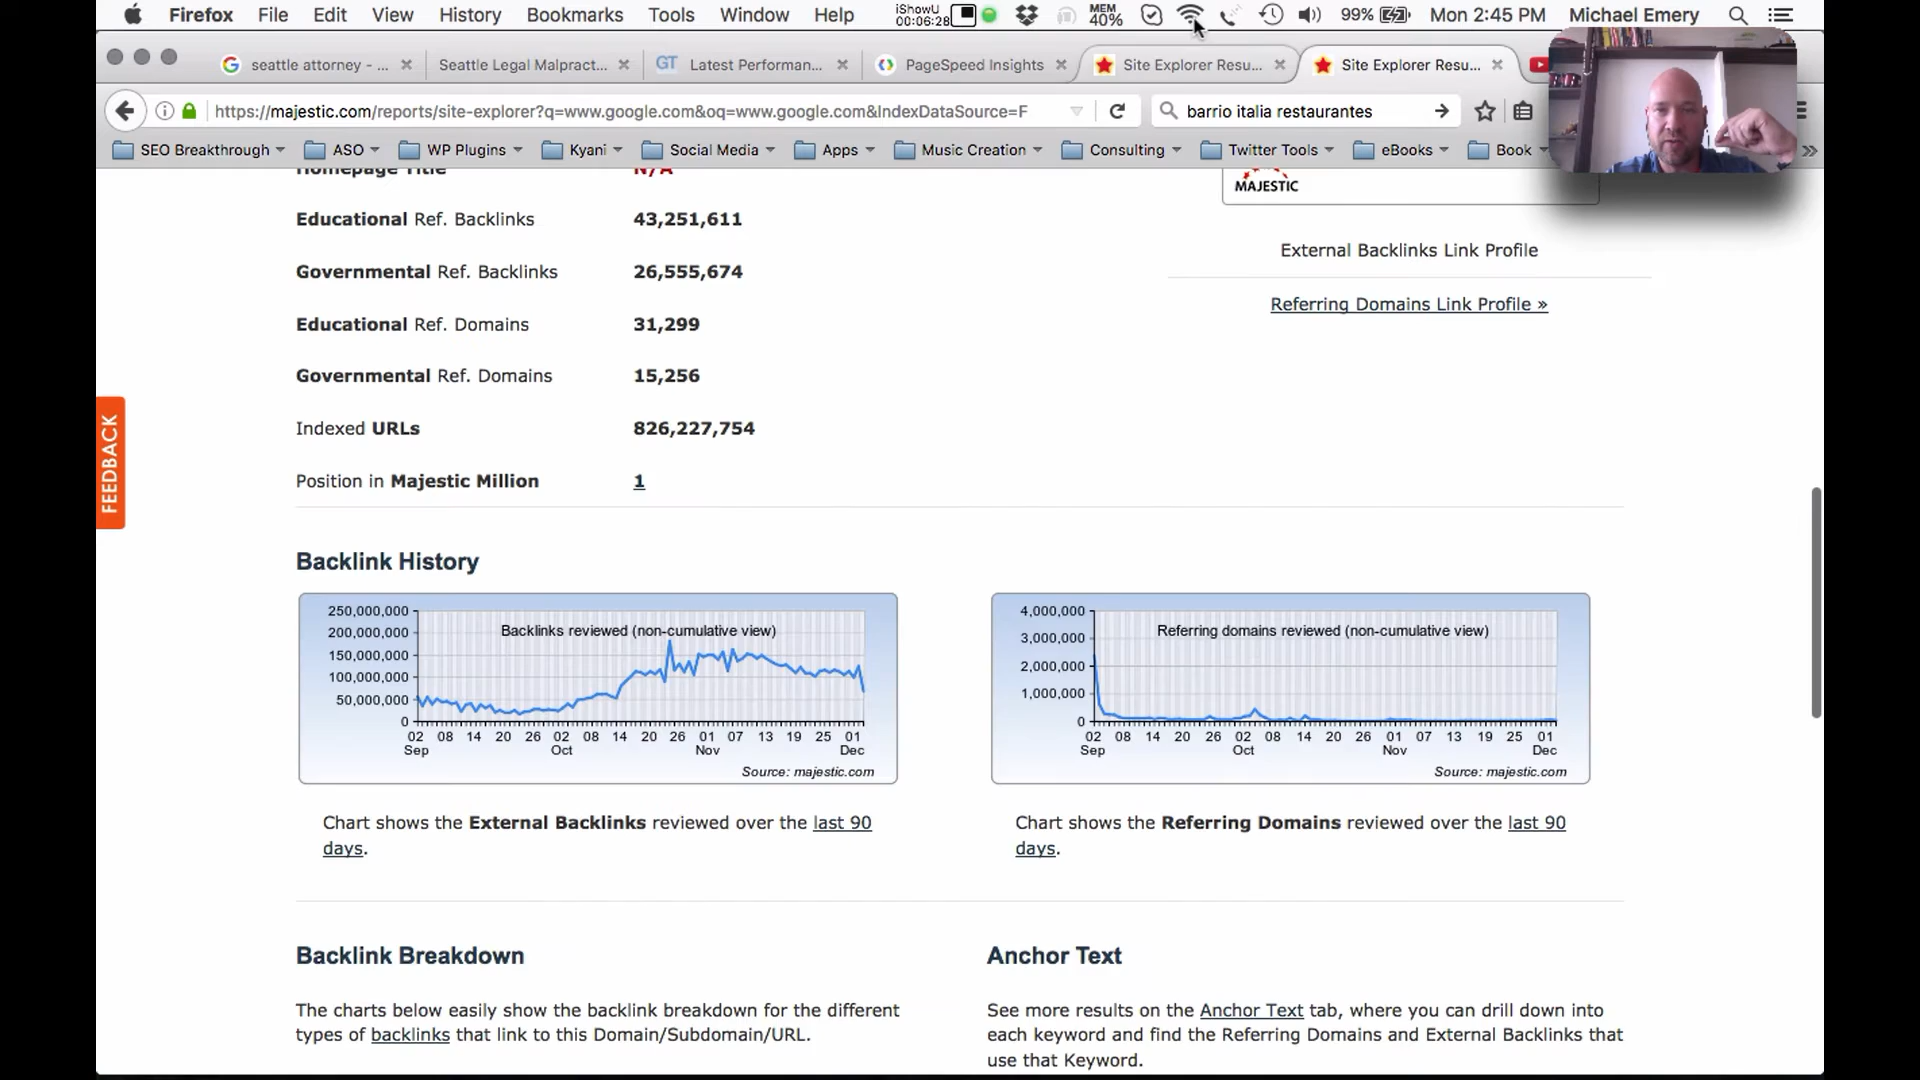 Firefox File Edit View History Bookmarks Tools Window Help iShowU 00:06:28 MEM 40% 99% Mon 2:45 PM Michael Emery
seattle attorney - ... Seattle Legal Malpract... GT Latest Performan... PageSpeed Insights Site Explorer Resu... Site Explorer Resu...
https://majestic.com/reports/site-explorer?q=www.google.com&oq=www.google.com&IndexDataSource=F barrio italia restaurantes
SEO Breakthrough ASO WP Plugins Kyani Social Media Apps Music Creation Consulting Twitter Tools eBooks Book
Homepage Title N/A
MAJESTIC
Educational Ref. Backlinks 43,251,611
External Backlinks Link Profile
Governmental Ref. Backlinks 26,555,674
Referring Domains Link Profile »
Educational Ref. Domains 31,299
Governmental Ref. Domains 15,256
Indexed URLs 826,227,754
Position in Majestic Million 1
FEEDBACK
Backlink History
Backlinks reviewed (non-cumulative view)
250,000,000
200,000,000
150,000,000
100,000,000
50,000,000
0
02 08 14 20 26 02 08 14 20 26 01 07 13 19 25 01
Sep Oct Nov Dec
Source: majestic.com
Referring domains reviewed (non-cumulative view)
4,000,000
3,000,000
2,000,000
1,000,000
0
02 08 14 20 26 02 08 14 20 26 01 07 13 19 25 01
Sep Oct Nov Dec
Source: majestic.com
Chart shows the External Backlinks reviewed over the last 90
days.
Chart shows the Referring Domains reviewed over the last 90
days.
Backlink Breakdown
The charts below easily show the backlink breakdown for the different
types of backlinks that link to this Domain/Subdomain/URL.
Anchor Text
See more results on the Anchor Text tab, where you can drill down into
each keyword and find the Referring Domains and External Backlinks that
use that Keyword.